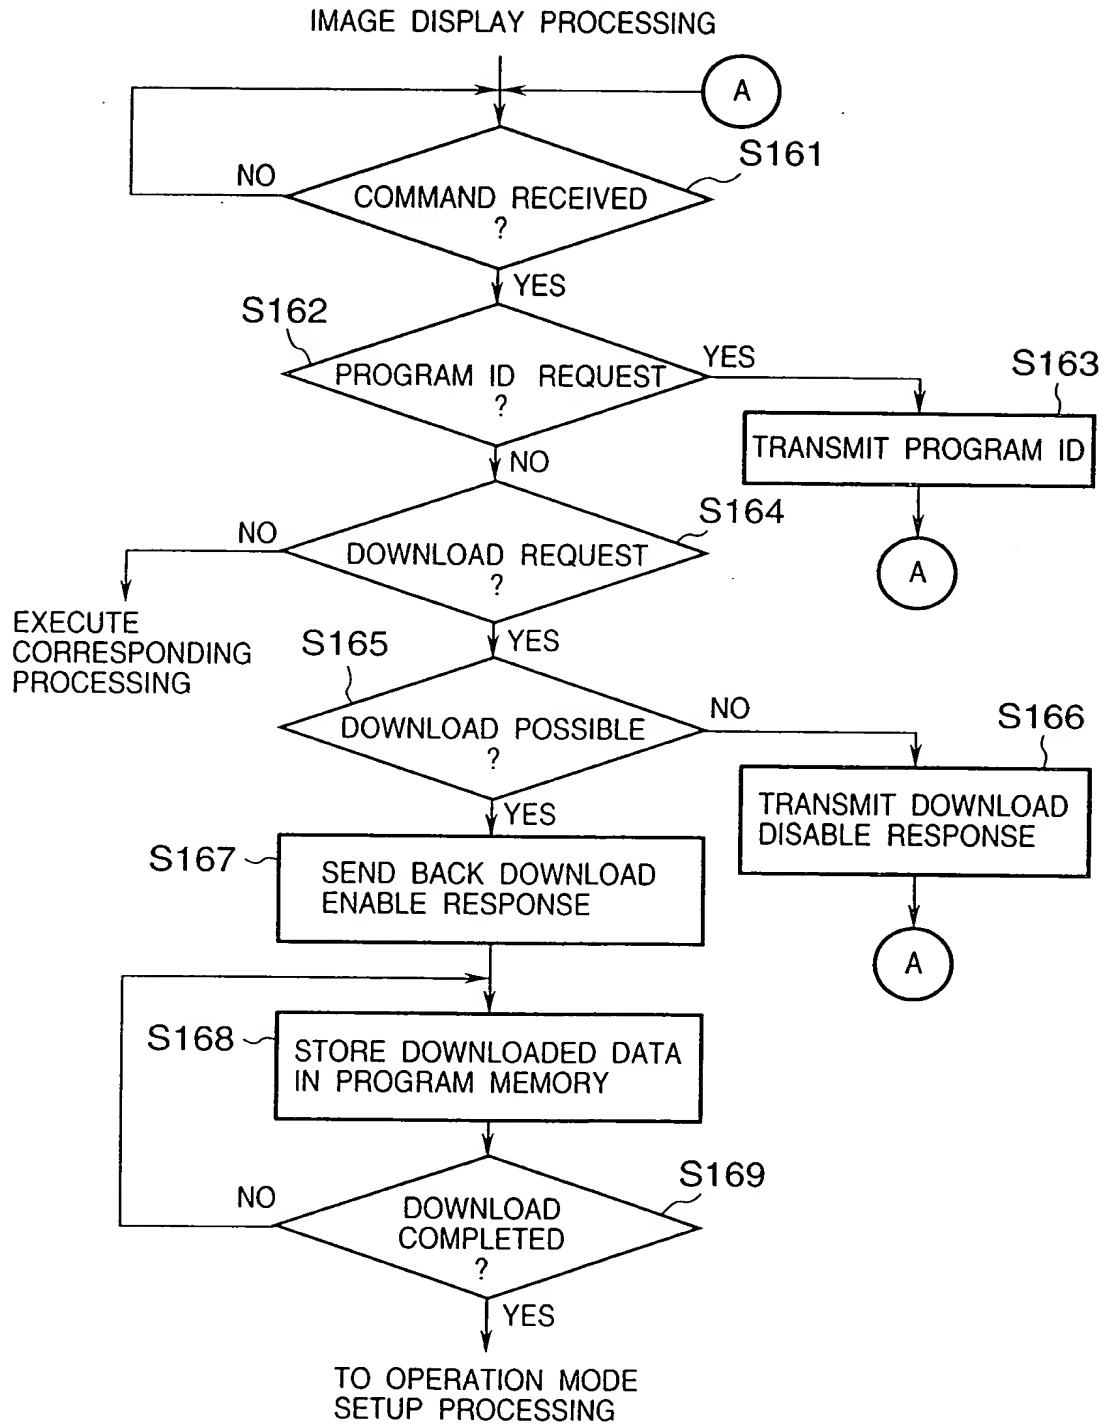 IMAGE DISPLAY PROCESSING
A
S161
NO
COMMAND RECEIVED
?
YES
S162
PROGRAM ID REQUEST
?
YES
S163
TRANSMIT PROGRAM ID
A
NO
S164
NO
DOWNLOAD REQUEST
?
EXECUTE
CORRESPONDING
PROCESSING
YES
S165
DOWNLOAD POSSIBLE
?
NO
S166
TRANSMIT DOWNLOAD
DISABLE RESPONSE
A
YES
S167
SEND BACK DOWNLOAD
ENABLE RESPONSE
S168
STORE DOWNLOADED DATA
IN PROGRAM MEMORY
S169
NO
DOWNLOAD
COMPLETED
?
YES
TO OPERATION MODE
SETUP PROCESSING